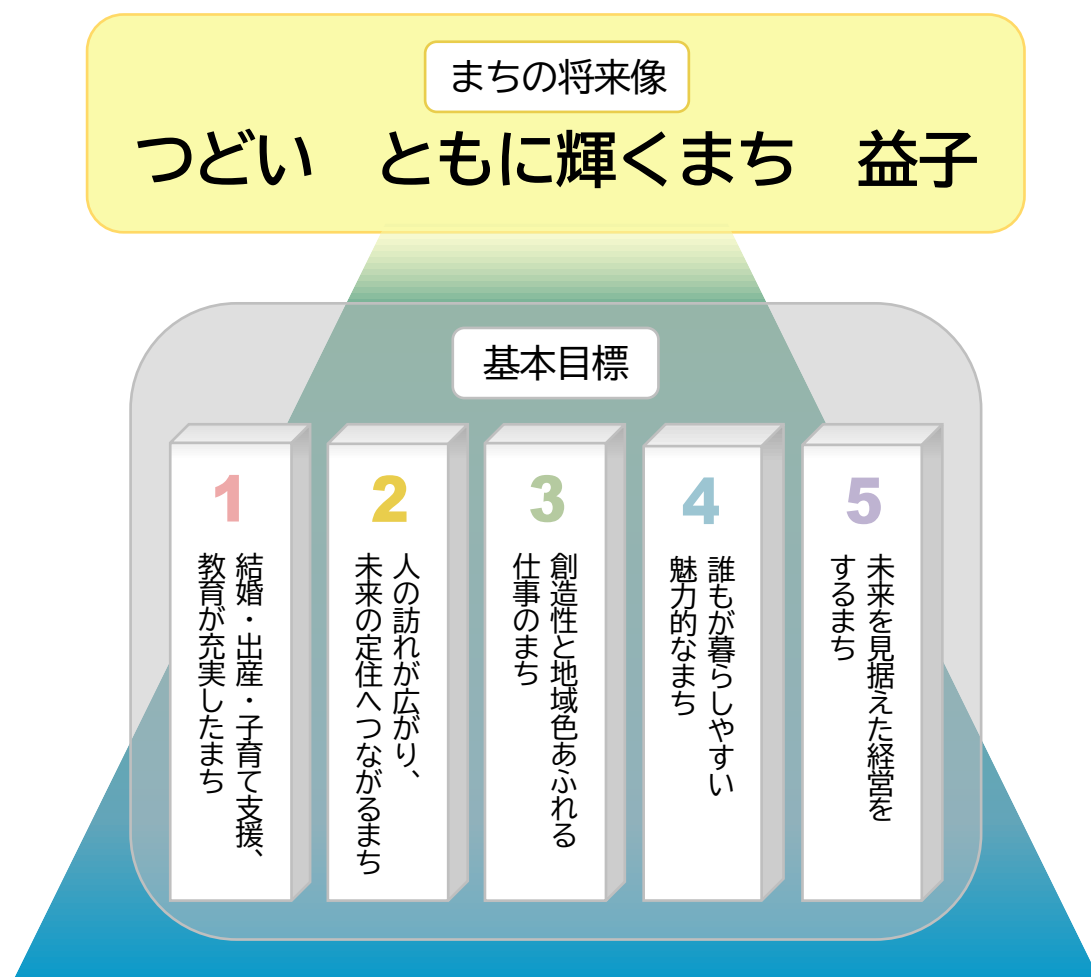 まちの将来像
つどい　ともに輝くまち　益子
基本目標
1
結婚・出産・子育て支援、
教育が充実したまち
2
人の訪れが広がり、
未来の定住へつながるまち
3
創造性と地域色あふれる
仕事のまち
4
誰もが暮らしやすい
魅力的なまち
5
未来を見据えた経営を
するまち